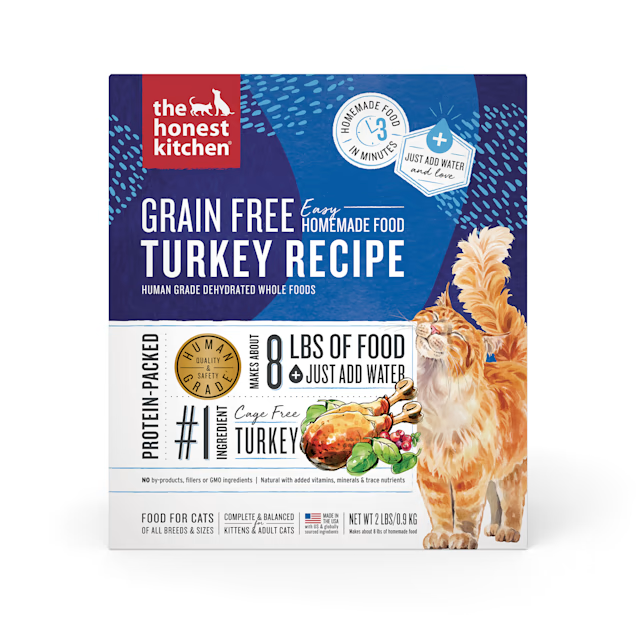 the
honest
kitchen®
HOMEMADE FOOD
3
IN MINUTES
+
JUST ADD WATER
and love
GRAIN FREE Easy HOMEMADE FOOD
TURKEY RECIPE
HUMAN GRADE DEHYDRATED WHOLE FOODS
PROTEIN-PACKED
HUMAN
QUALITY &
& SAFETY
GRADE
MAKES ABOUT
8 LBS OF FOOD
+ JUST ADD WATER
#1 INGREDIENT
Cage Free
TURKEY
NO by-products, fillers or GMO ingredients | Natural with added vitamins, minerals & trace nutrients
FOOD FOR CATS
OF ALL BREEDS & SIZES
COMPLETE & BALANCED
for
KITTENS & ADULT CATS
MADE IN
THE USA
with US & globally
sourced ingredients
NET WT 2 LBS/0.9 KG
Makes about 8 lbs of homemade food